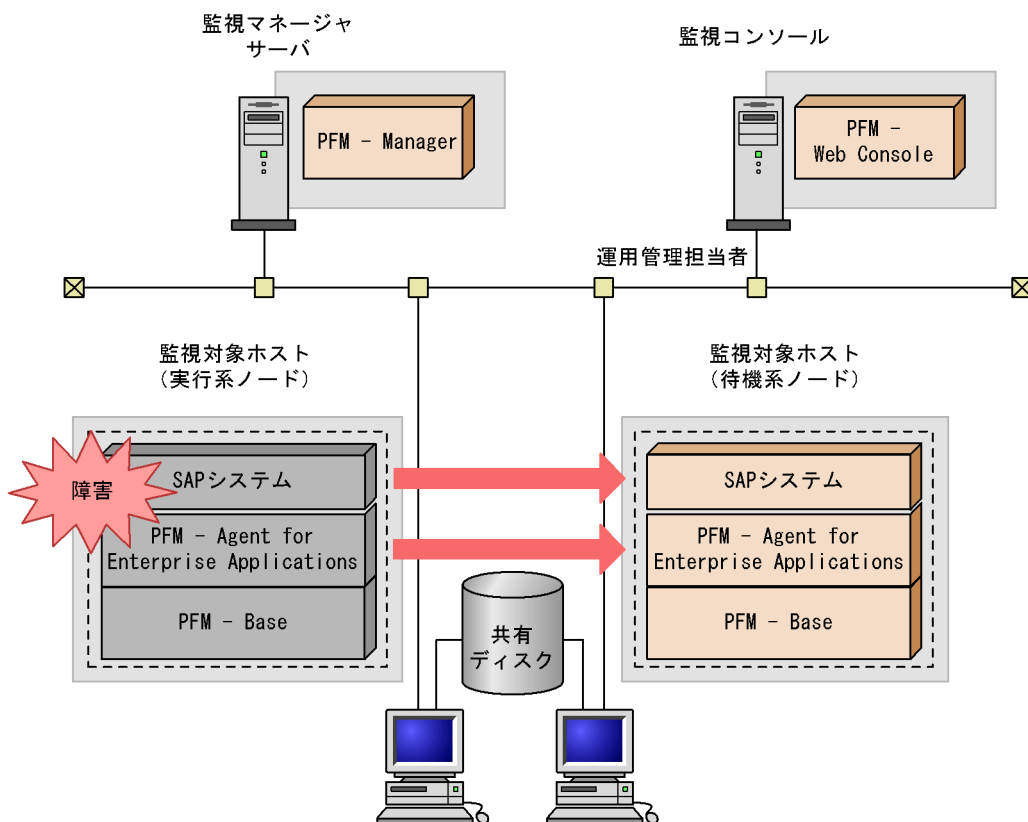 監視マネージャ
サーバ
監視コンソール
PFM − Manager
PFM −
Web Console
運用管理担当者
監視対象ホスト
(実行系ノード)
監視対象ホスト
(待機系ノード)
障害
SAPシステム
PFM − Agent for
Enterprise Applications
PFM − Base
SAPシステム
PFM − Agent for
Enterprise Applications
PFM − Base
共有
ディスク